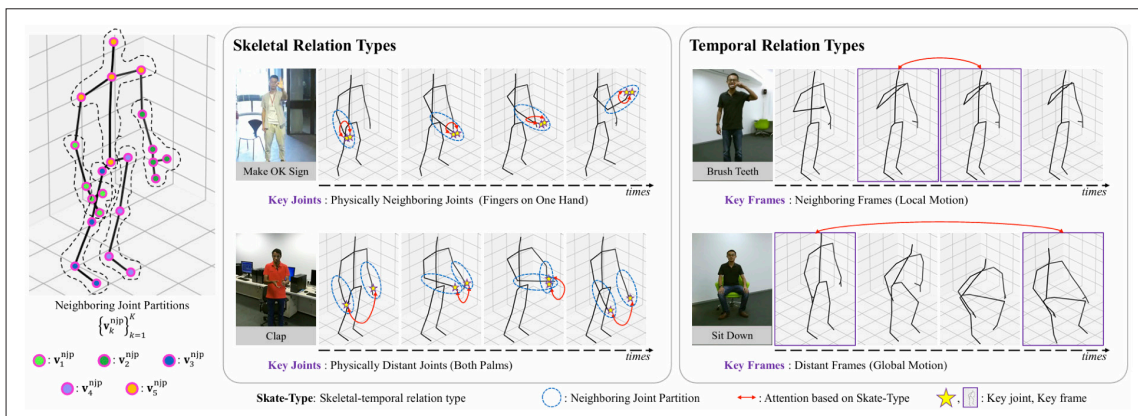 Skeletal Relation Types
Make OK Sign
times
Key Joints : Physically Neighboring Joints (Fingers on One Hand)
Clap
times
Key Joints : Physically Distant Joints (Both Palms)
Temporal Relation Types
Brush Teeth
times
Key Frames : Neighboring Frames (Local Motion)
Sit Down
times
Key Frames : Distant Frames (Global Motion)
Neighboring Joint Partitions
{v_k^njp}_{k=1}^K
: v_1^njp : v_2^njp : v_3^njp
: v_4^njp : v_5^njp
Skate-Type: Skeletal-temporal relation type : Neighboring Joint Partition : Attention based on Skate-Type , : Key joint, Key frame